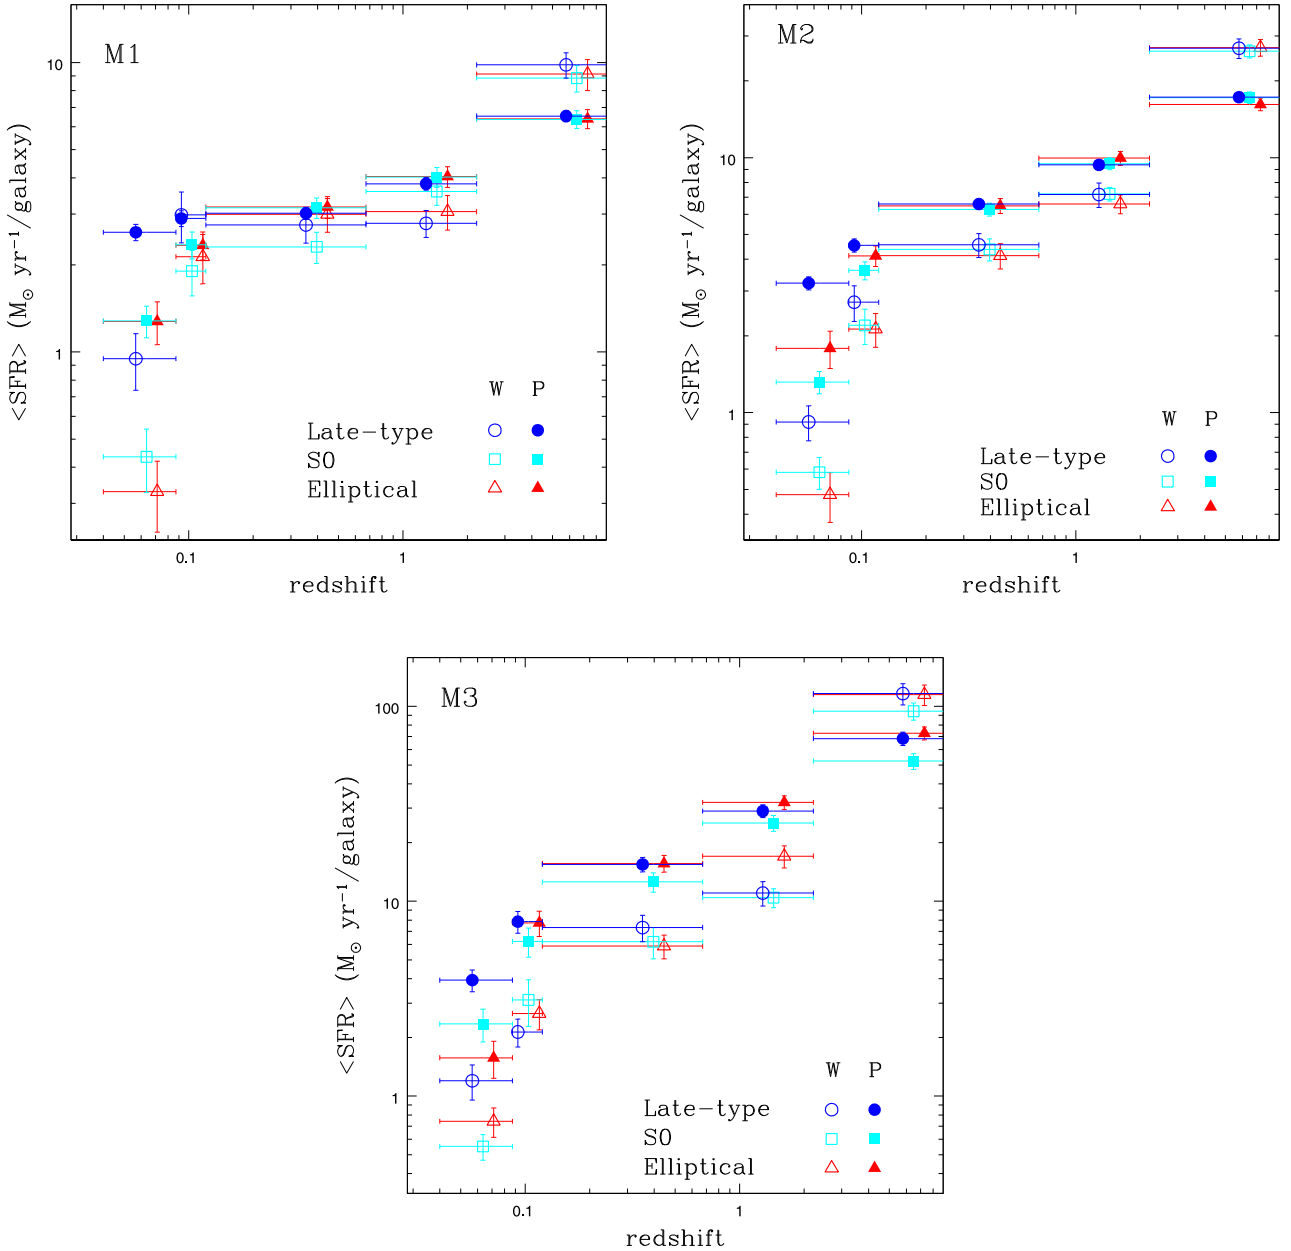 M1
10
1
<SFR> (M⊙ yr⁻¹/galaxy)
W P
Late-type
S0
Elliptical
0.1 1
redshift
M2
10
1
<SFR> (M⊙ yr⁻¹/galaxy)
W P
Late-type
S0
Elliptical
0.1 1
redshift
M3
100
10
1
<SFR> (M⊙ yr⁻¹/galaxy)
W P
Late-type
S0
Elliptical
0.1 1
redshift